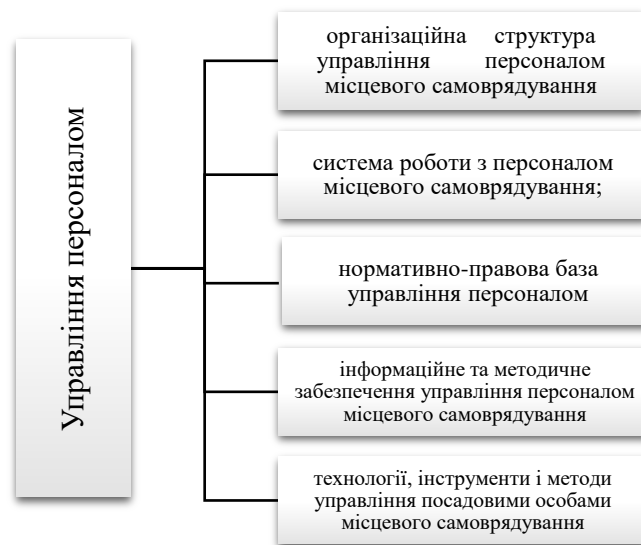 Управління персоналом
організаційна структура
управління персоналом
місцевого самоврядування
система роботи з персоналом
місцевого самоврядування;
нормативно-правова база
управління персоналом
інформаційне та методичне
забезпечення управління персоналом
місцевого самоврядування
технології, інструменти і методи
управління посадовими особами
місцевого самоврядування